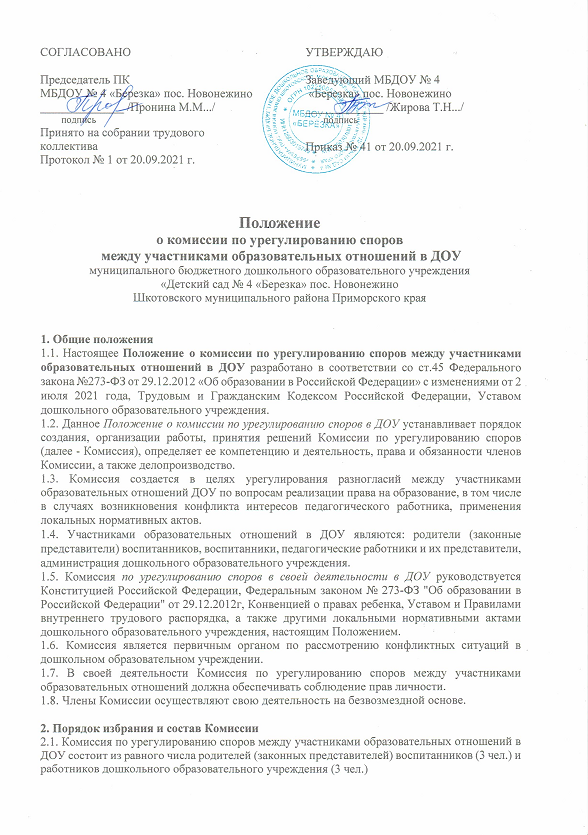 СОГЛАСОВАНО УТВЕРЖДАЮ
Председатель ПК Заведующий МБДОУ № 4
МБДОУ № 4 «Березка» пос. Новонежино «Березка» пос. Новонежино
/Пронина М.М.../ /Жирова Т.Н.../
подпись подпись
МБДОУ
«БЕРЕЗКА»
Принято на собрании трудового
коллектива Приказ № 41 от 20.09.2021 г.
Протокол № 1 от 20.09.2021
Положение
о комиссии по урегулированию споров
между участниками образовательных отношений в ДОУ
муниципального бюджетного дошкольного образовательного учреждения
«Детский сад № 4 «Березка» пос. Новонежино
Шкотовского муниципального района Приморского края
1. Общие положения
1.1. Настоящее Положение о комиссии по урегулированию споров между участниками
образовательных отношений в ДОУ разработано в соответствии со ст.45 Федерального
закона №273-ФЗ от 29.12.2012 «Об образовании в Российской Федерации» с изменениями от 2
июля 2021 года, Трудовым и Гражданским Кодексом Российской Федерации, Уставом
дошкольного образовательного учреждения.
1.2. Данное Положение о комиссии по урегулированию споров в ДОУ устанавливает порядок
создания, организации работы, принятия решений Комиссии по урегулированию споров
(далее - Комиссия), определяет ее компетенцию и деятельность, права и обязанности членов
Комиссии, а также делопроизводство.
1.3. Комиссия создается в целях урегулирования разногласий между участниками
образовательных отношений ДОУ по вопросам реализации права на образование, в том числе
в случаях возникновения конфликта интересов педагогического работника, применения
локальных нормативных актов.
1.4. Участниками образовательных отношений в ДОУ являются: родители (законные
представители) воспитанников, воспитанники, педагогические работники и их представители,
администрация дошкольного образовательного учреждения.
1.5. Комиссия по урегулированию споров в своей деятельности в ДОУ руководствуется
Конституцией Российской Федерации, Федеральным законом № 273-ФЗ "Об образовании в
Российской Федерации" от 29.12.2012г, Конвенцией о правах ребенка, Уставом и Правилами
внутреннего трудового распорядка, а также другими локальными нормативными актами
дошкольного образовательного учреждения, настоящим Положением.
1.6. Комиссия является первичным органом по рассмотрению конфликтных ситуаций в
дошкольном образовательном учреждении.
1.7. В своей деятельности Комиссия по урегулированию споров между участниками
образовательных отношений должна обеспечивать соблюдение прав личности.
1.8. Члены Комиссии осуществляют свою деятельность на безвозмездной основе.
2. Порядок избрания и состав Комиссии
2.1. Комиссия по урегулированию споров между участниками образовательных отношений в
ДОУ состоит из равного числа родителей (законных представителей) воспитанников (3 чел.) и
работников дошкольного образовательного учреждения (3 чел.)